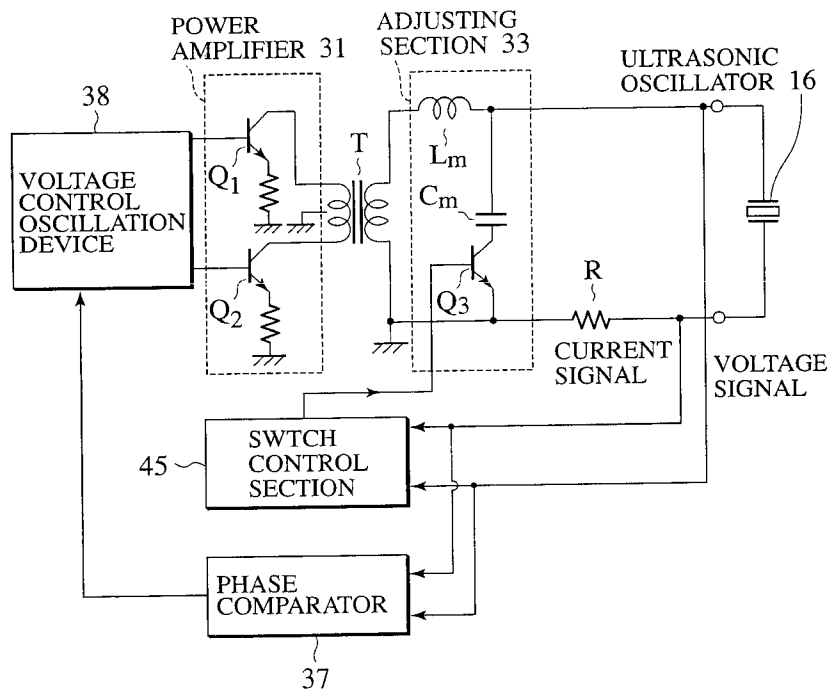 POWER
AMPLIFIER 31
ADJUSTING
SECTION 33
ULTRASONIC
OSCILLATOR 16
38
VOLTAGE
CONTROL
OSCILLATION
DEVICE
Q1
T
Lm
Cm
Q2
Q3
R
CURRENT
SIGNAL
VOLTAGE
SIGNAL
45
SWTCH
CONTROL
SECTION
PHASE
COMPARATOR
37